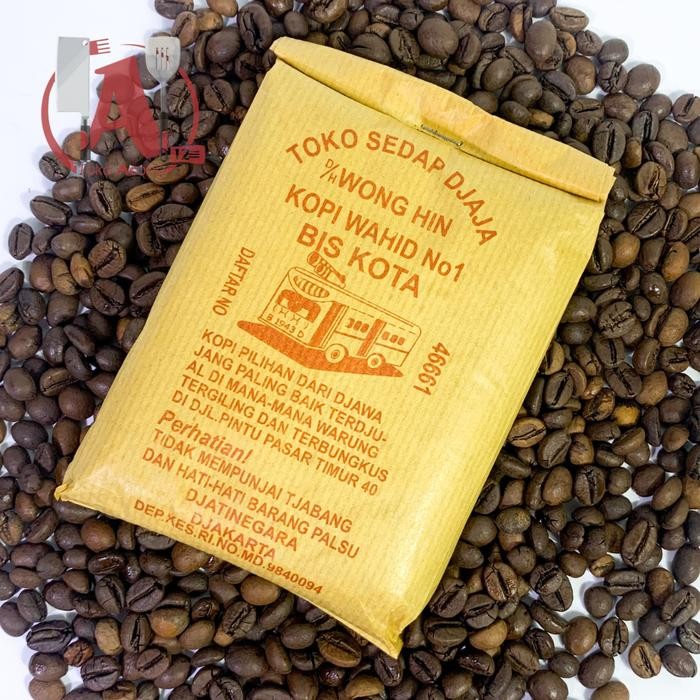 TOKO SEDAP DJAJA
D/H WONG HIN
KOPI WAHID No1
BIS KOTA
DAFTAR NO
46661
B 1943 D
KOPI PILIHAN DARI DJAWA
JANG PALING BAIK TERDJU-
AL DI MANA-MANA WARUNG
TERGILING DAN TERBUNGKUS
DI DJL. PINTU PASAR TIMUR 40
Perhatian!
TIDAK MEMPUNJAI TJABANG
DAN HATI-HATI BARANG PALSU
DJATINEGARA
DJAKARTA
DEP.KES.RI.NO.MD.9840094